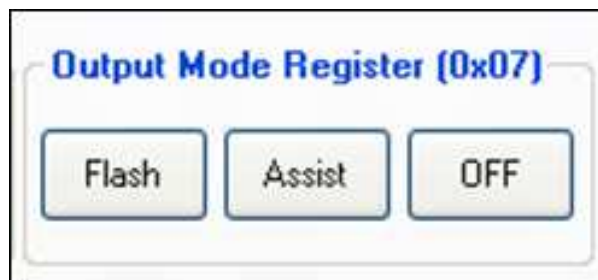 Output Mode Register (0x07)
Flash Assist OFF